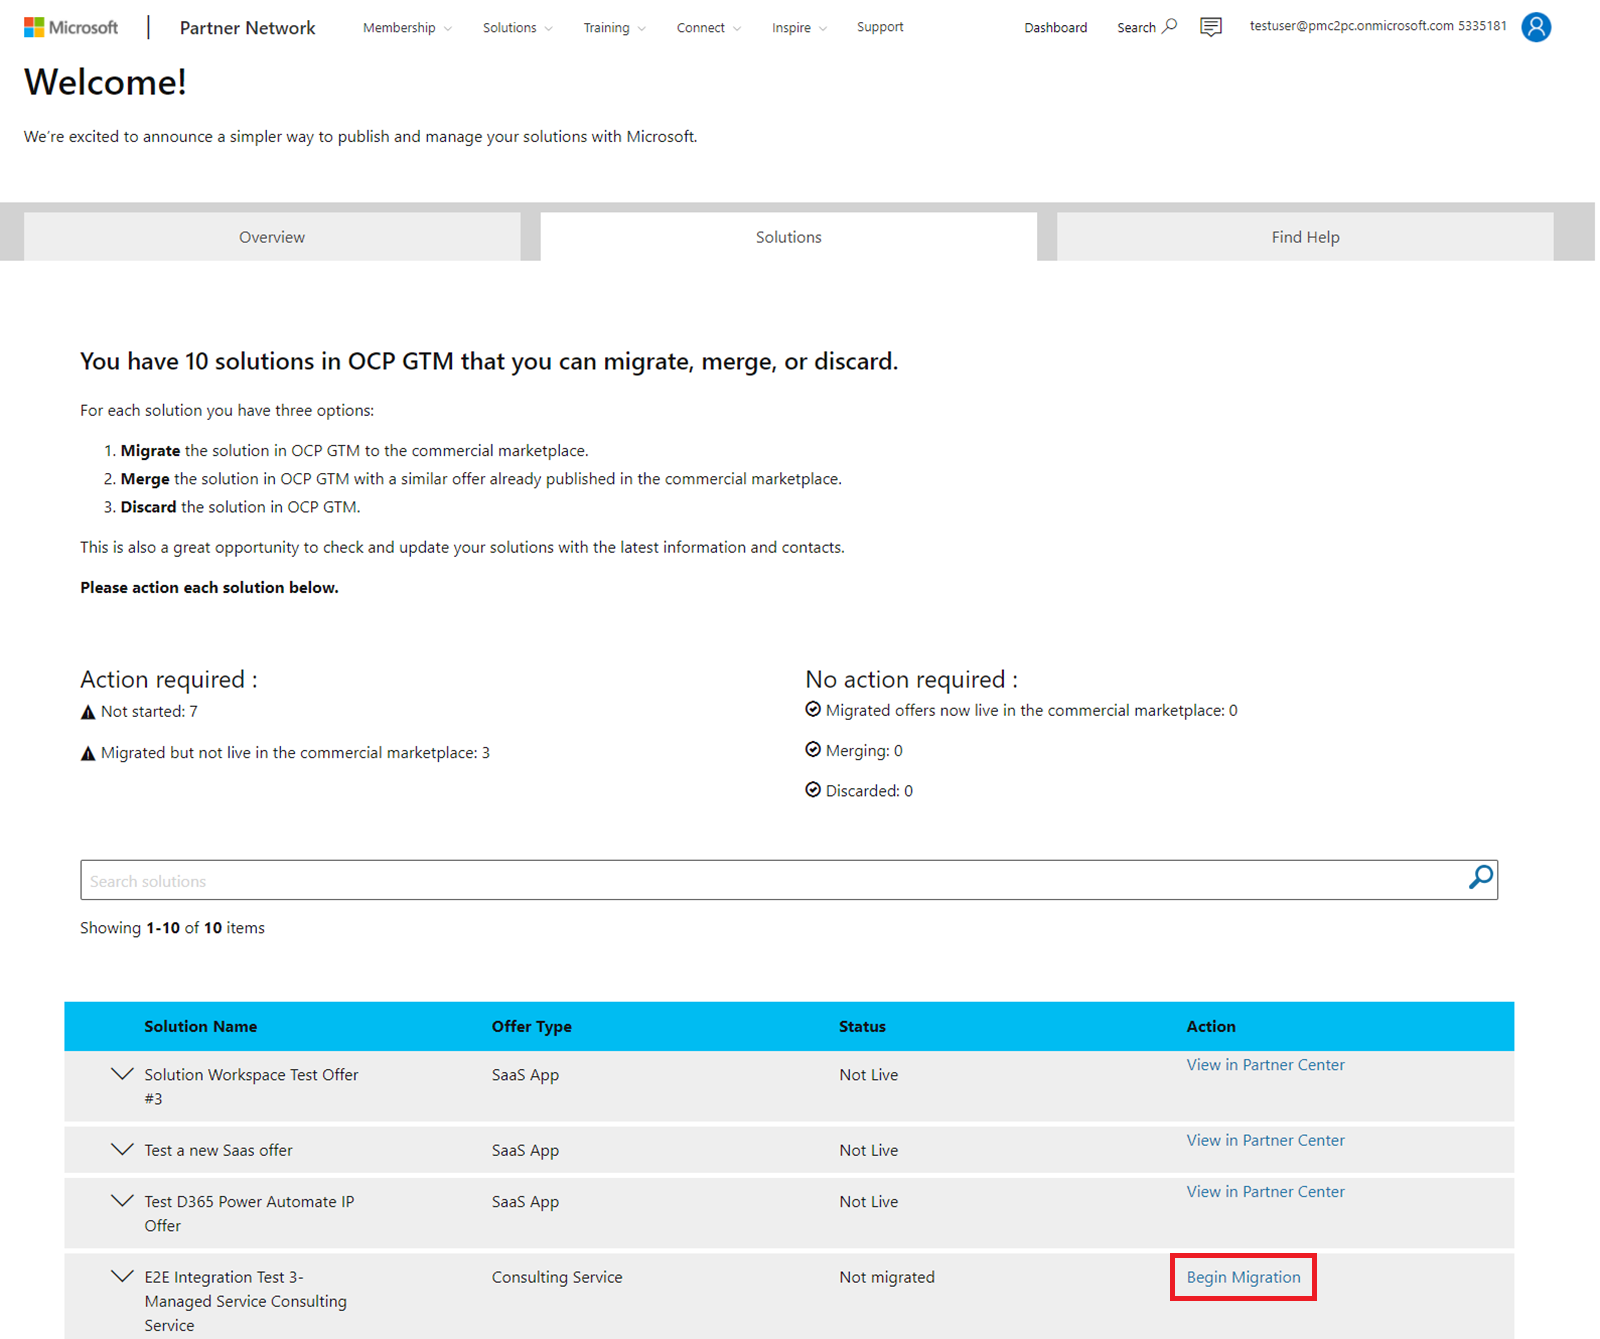 Microsoft Partner Network Membership Solutions Training Connect Inspire Support Dashboard Search testuser@pmc2pc.onmicrosoft.com 5335181
Welcome!
We're excited to announce a simpler way to publish and manage your solutions with Microsoft.
Overview Solutions Find Help
You have 10 solutions in OCP GTM that you can migrate, merge, or discard.
For each solution you have three options:
1. Migrate the solution in OCP GTM to the commercial marketplace.
2. Merge the solution in OCP GTM with a similar offer already published in the commercial marketplace.
3. Discard the solution in OCP GTM.
This is also a great opportunity to check and update your solutions with the latest information and contacts.
Please action each solution below.
Action required :
Not started: 7
Migrated but not live in the commercial marketplace: 3
No action required :
Migrated offers now live in the commercial marketplace: 0
Merging: 0
Discarded: 0
Search solutions
Showing 1-10 of 10 items
Solution Name Offer Type Status Action
Solution Workspace Test Offer SaaS App Not Live View in Partner Center
#3
Test a new Saas offer SaaS App Not Live View in Partner Center
Test D365 Power Automate IP SaaS App Not Live View in Partner Center
Offer
E2E Integration Test 3- Consulting Service Not migrated Begin Migration
Managed Service Consulting
Service